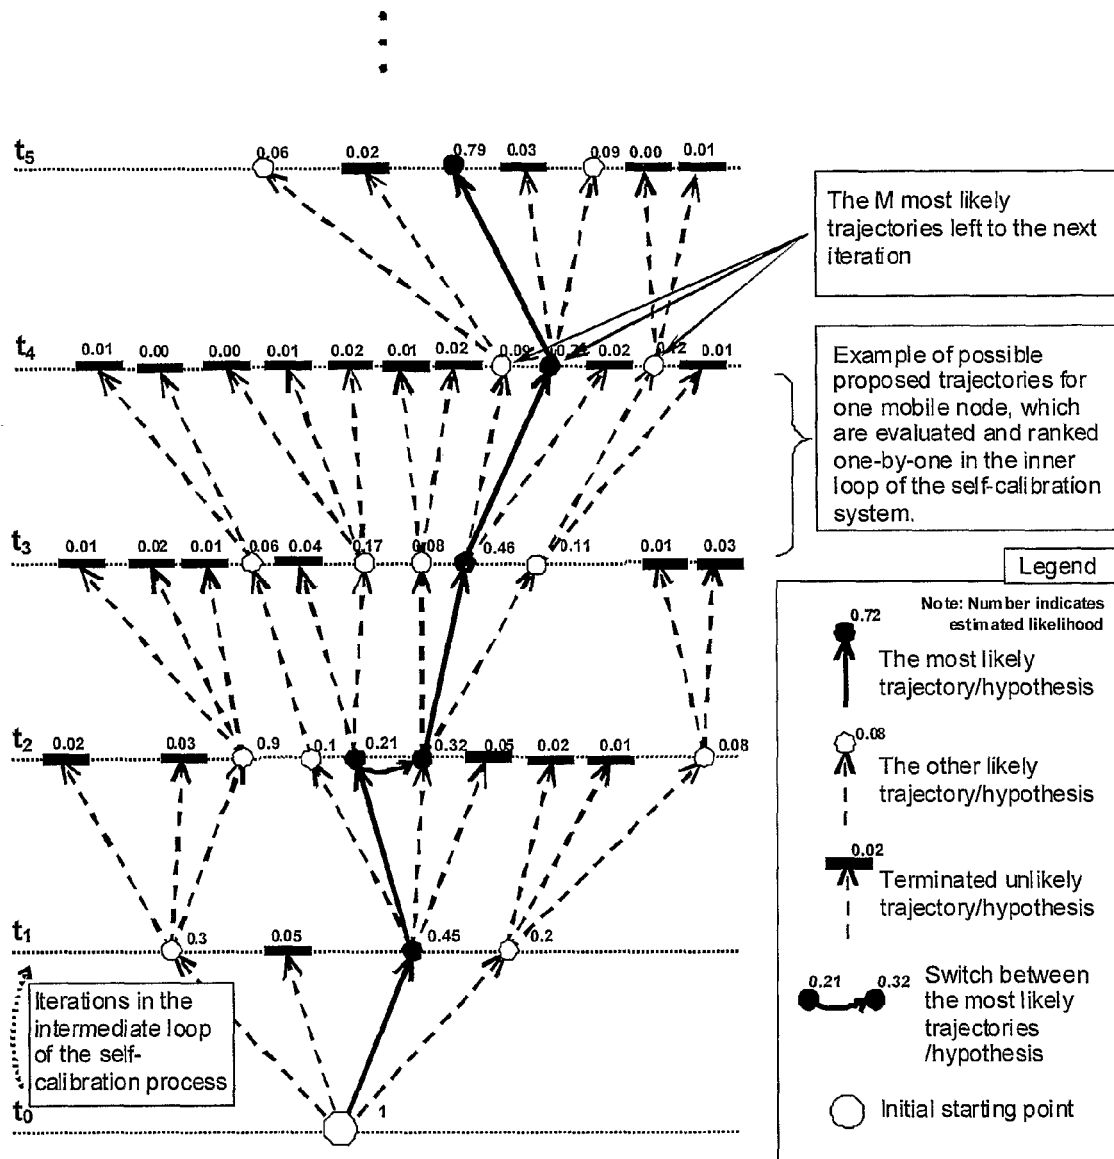 t5
0.06
0.02
0.79
0.03
0.09
0.00
0.01
The M most likely
trajectories left to the next
iteration
t4
0.01
0.00
0.00
0.01
0.02
0.01
0.02
0.09
0.02
0.12
0.01
Example of possible
proposed trajectories for
one mobile node, which
are evaluated and ranked
one-by-one in the inner
loop of the self-calibration
system.
t3
0.01
0.02
0.01
0.06
0.04
0.17
0.08
0.46
0.11
0.01
0.03
Legend
Note: Number indicates
estimated likelihood
0.72
The most likely
trajectory/hypothesis
0.08
The other likely
trajectory/hypothesis
0.02
Terminated unlikely
trajectory/hypothesis
0.21
0.32
Switch between
the most likely
trajectories
/hypothesis
Initial starting point
t2
0.02
0.03
0.9
0.1
0.21
0.32
0.05
0.02
0.01
0.08
t1
0.3
0.05
0.45
0.2
Iterations in the
intermediate loop
of the self-
calibration process
t0
1